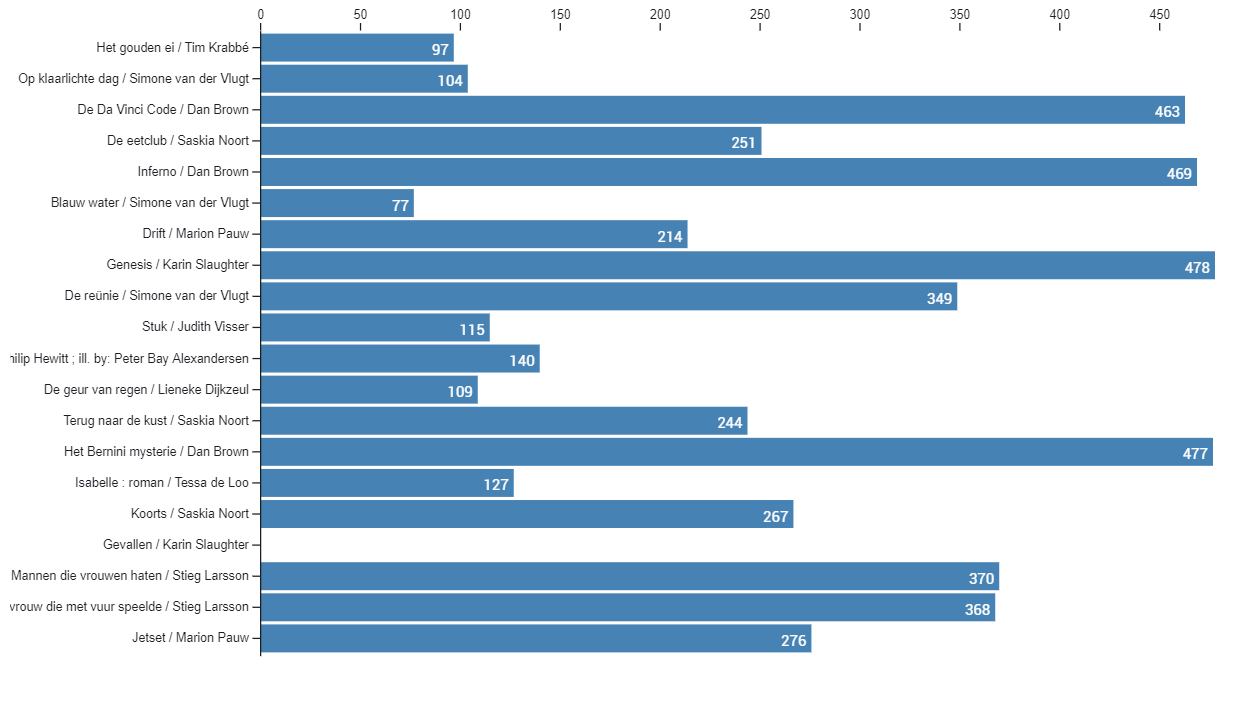 0 50 100 150 200 250 300 350 400 450
Het gouden ei / Tim Krabbé 97
Op klaarlichte dag / Simone van der Vlugt 104
De Da Vinci Code / Dan Brown 463
De eetclub / Saskia Noort 251
Inferno / Dan Brown 469
Blauw water / Simone van der Vlugt 77
Drift / Marion Pauw 214
Genesis / Karin Slaughter 478
De reünie / Simone van der Vlugt 349
Stuk / Judith Visser 115
Hewitt ; ill. by: Peter Bay Alexandersen 140
De geur van regen / Lieneke Dijkzeul 109
Terug naar de kust / Saskia Noort 244
Het Bernini mysterie / Dan Brown 477
Isabelle : roman / Tessa de Loo 127
Koorts / Saskia Noort 267
Gevallen / Karin Slaughter
Mannen die vrouwen haten / Stieg Larsson 370
vrouw die met vuur speelde / Stieg Larsson 368
Jetset / Marion Pauw 276